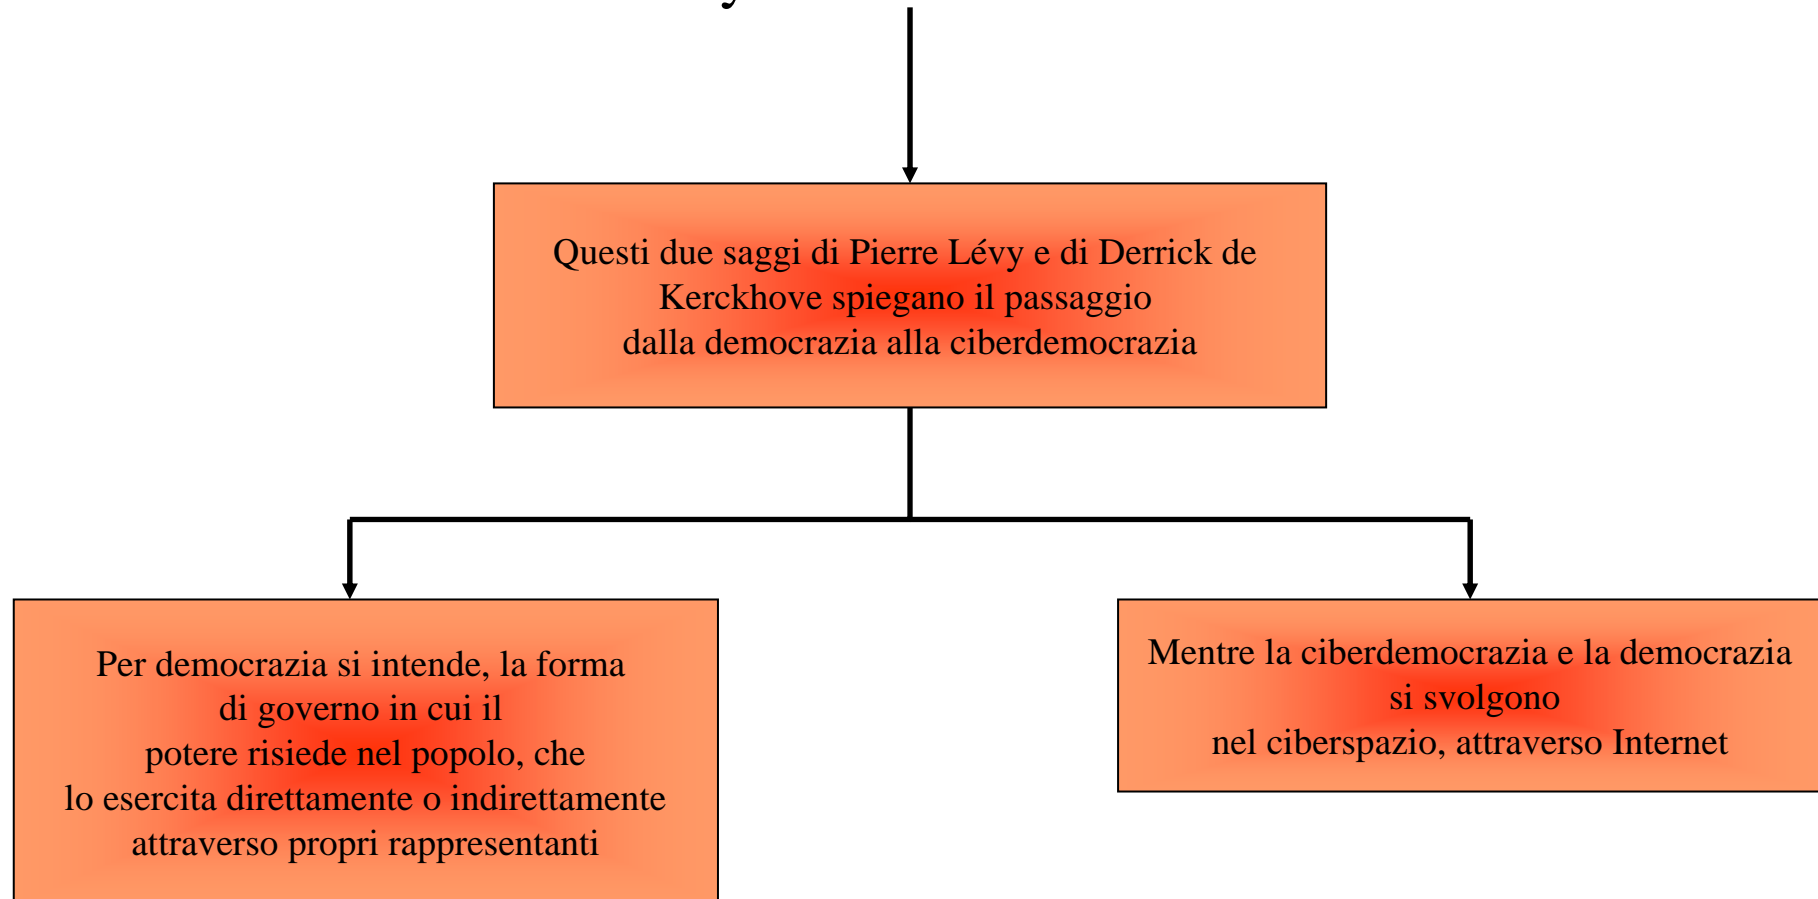 Questi due saggi di Pierre Lévy e di Derrick de
Kerckhove spiegano il passaggio
dalla democrazia alla ciberdemocrazia
Per democrazia si intende, la forma
di governo in cui il
potere risiede nel popolo, che
lo esercita direttamente o indirettamente
attraverso propri rappresentanti
Mentre la ciberdemocrazia e la democrazia
si svolgono
nel ciberspazio, attraverso Internet